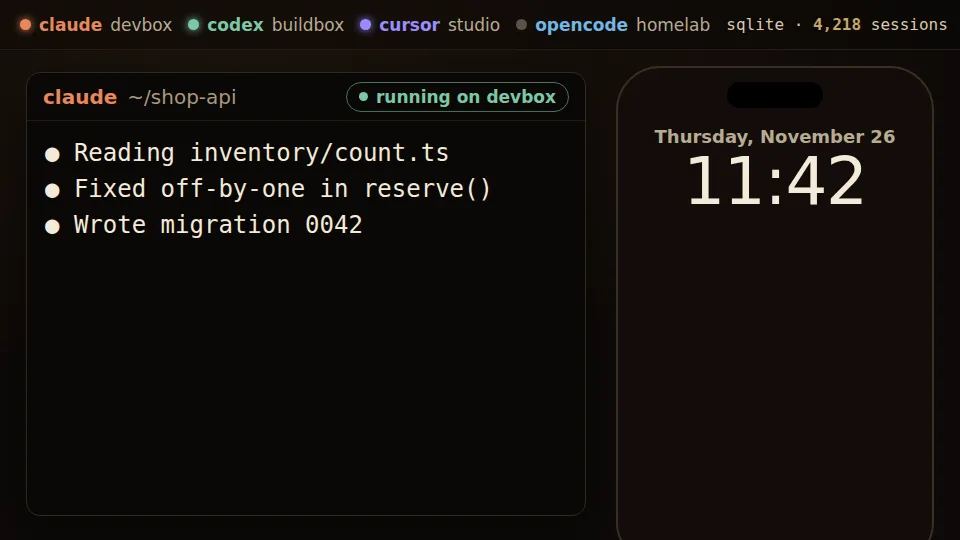 claude devbox codex buildbox cursor studio opencode homelab sqlite · 4,218 sessions
claude ~/shop-api running on devbox
● Reading inventory/count.ts
● Fixed off-by-one in reserve()
● Wrote migration 0042
Thursday, November 26
11:42